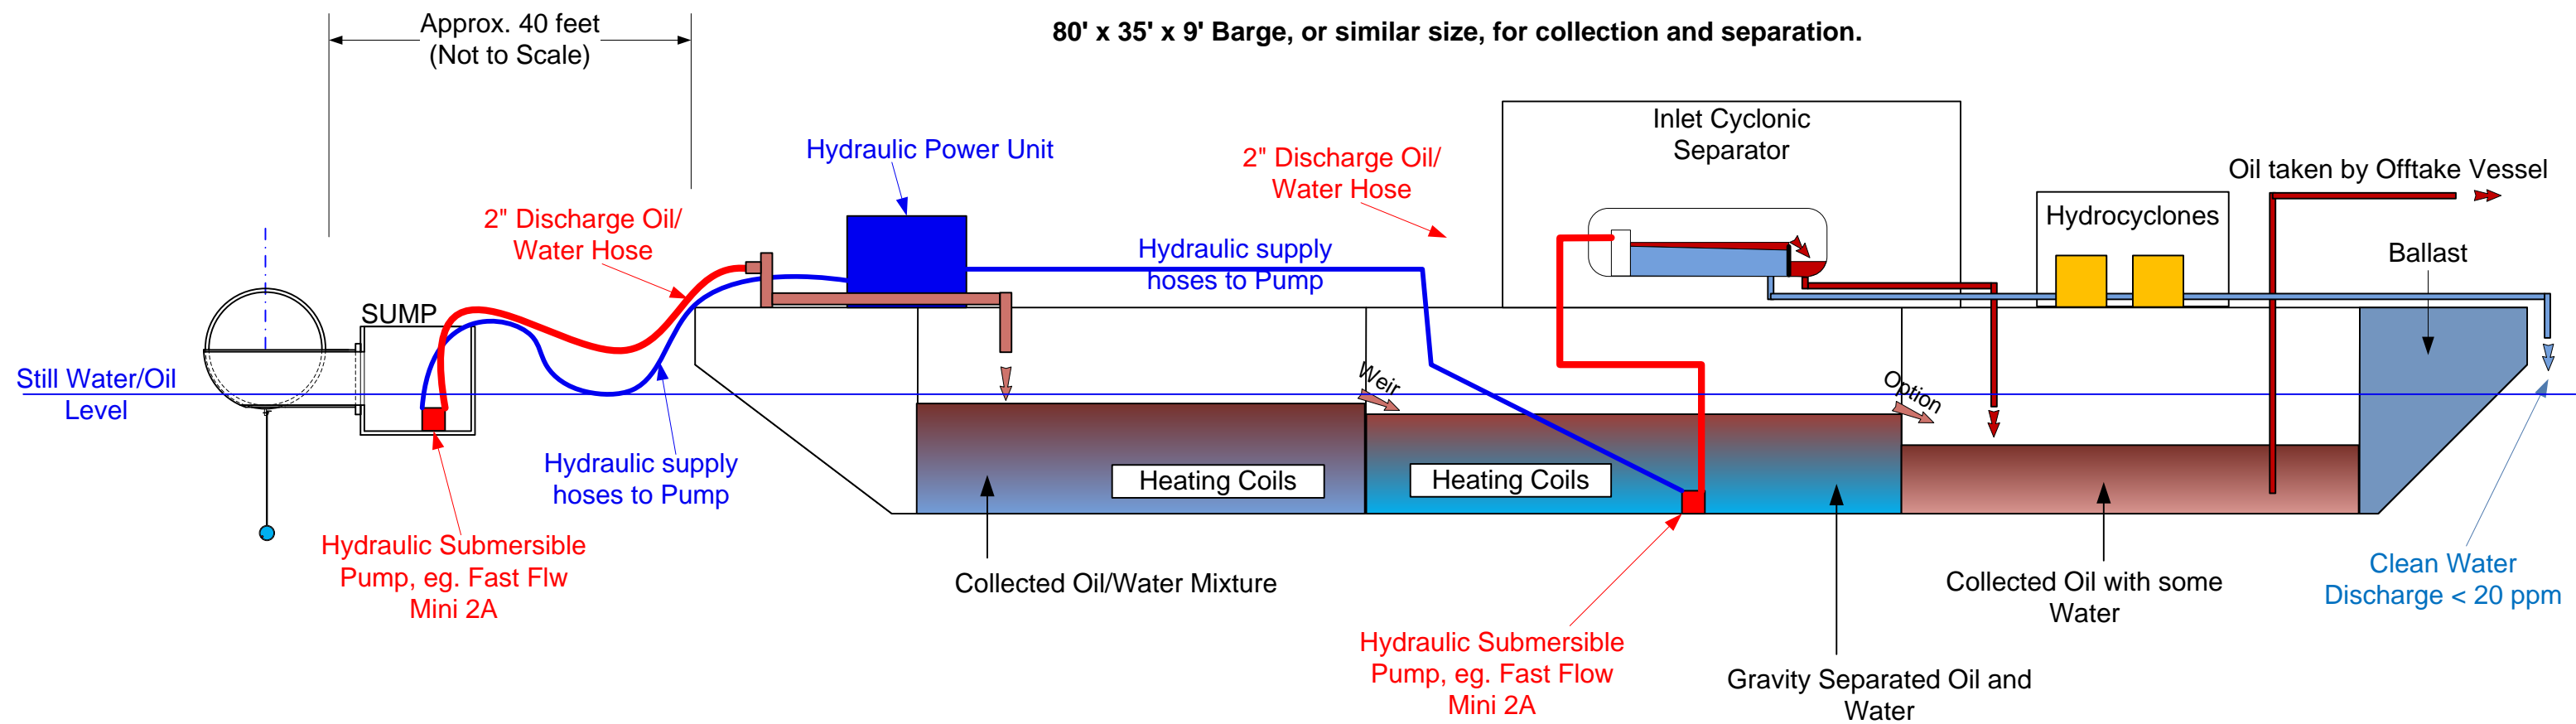 Approx. 40 feet
(Not to Scale)
80' x 35' x 9' Barge, or similar size, for collection and separation.
Hydraulic Power Unit
2" Discharge Oil/
Water Hose
2" Discharge Oil/
Water Hose
Inlet Cyclonic
Separator
Oil taken by Offtake Vessel
Hydrocyclones
Ballast
Hydraulic supply
hoses to Pump
SUMP
Still Water/Oil
Level
Weir
Option
Hydraulic supply
hoses to Pump
Heating Coils
Heating Coils
Hydraulic Submersible
Pump, eg. Fast Flw
Mini 2A
Collected Oil/Water Mixture
Hydraulic Submersible
Pump, eg. Fast Flow
Mini 2A
Gravity Separated Oil and
Water
Collected Oil with some
Water
Clean Water
Discharge < 20 ppm